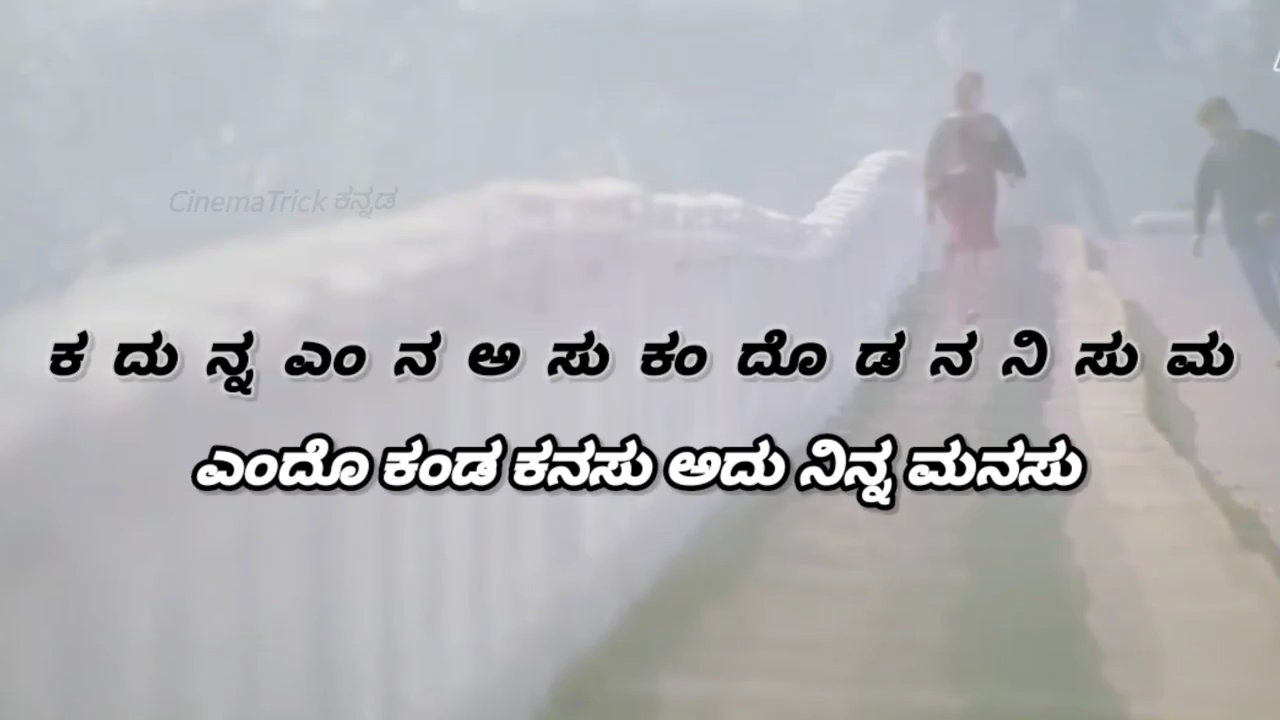 CinemaTrick ಕನ್ನಡ
ಕ ದು ನ್ನ ಎಂ ನ ಅ ಸು ಕಂ ದೊ ಡ ನ ನಿ ಸು ಮ
ಎಂದೊ ಕಂಡ ಕನಸು ಅದು ನಿನ್ನ ಮನಸು